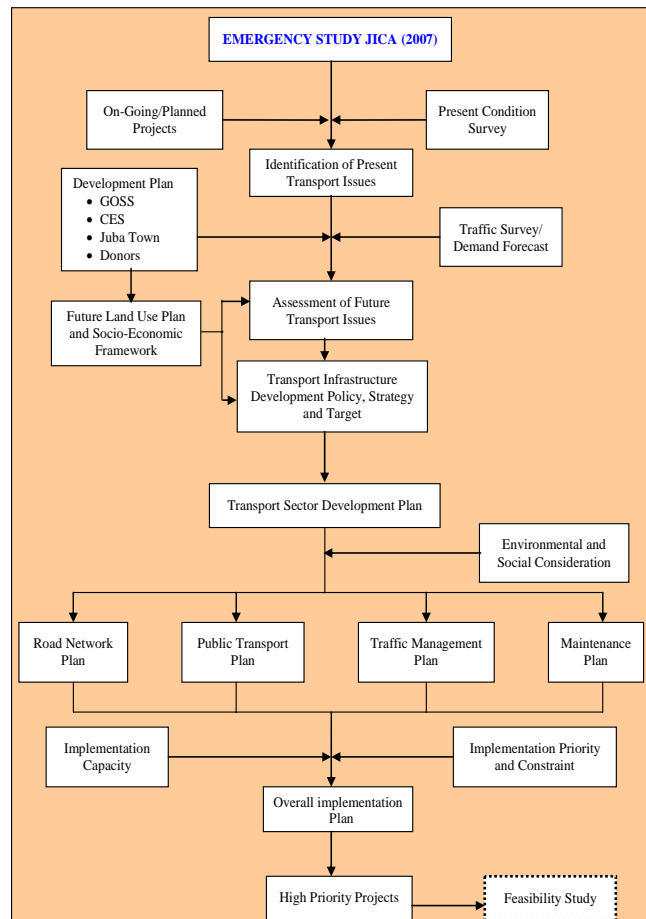 EMERGENCY STUDY JICA (2007)
On-Going/Planned
Projects
Present Condition
Survey
Identification of Present
Transport Issues
Development Plan
• GOSS
• CES
• Juba Town
• Donors
Traffic Survey/
Demand Forecast
Future Land Use Plan
and Socio-Economic
Framework
Assessment of Future
Transport Issues
Transport Infrastructure
Development Policy, Strategy
and Target
Transport Sector Development Plan
Environmental and
Social Consideration
Road Network
Plan
Public Transport
Plan
Traffic Management
Plan
Maintenance
Plan
Implementation
Capacity
Implementation Priority
and Constraint
Overall implementation
Plan
High Priority Projects
Feasibility Study